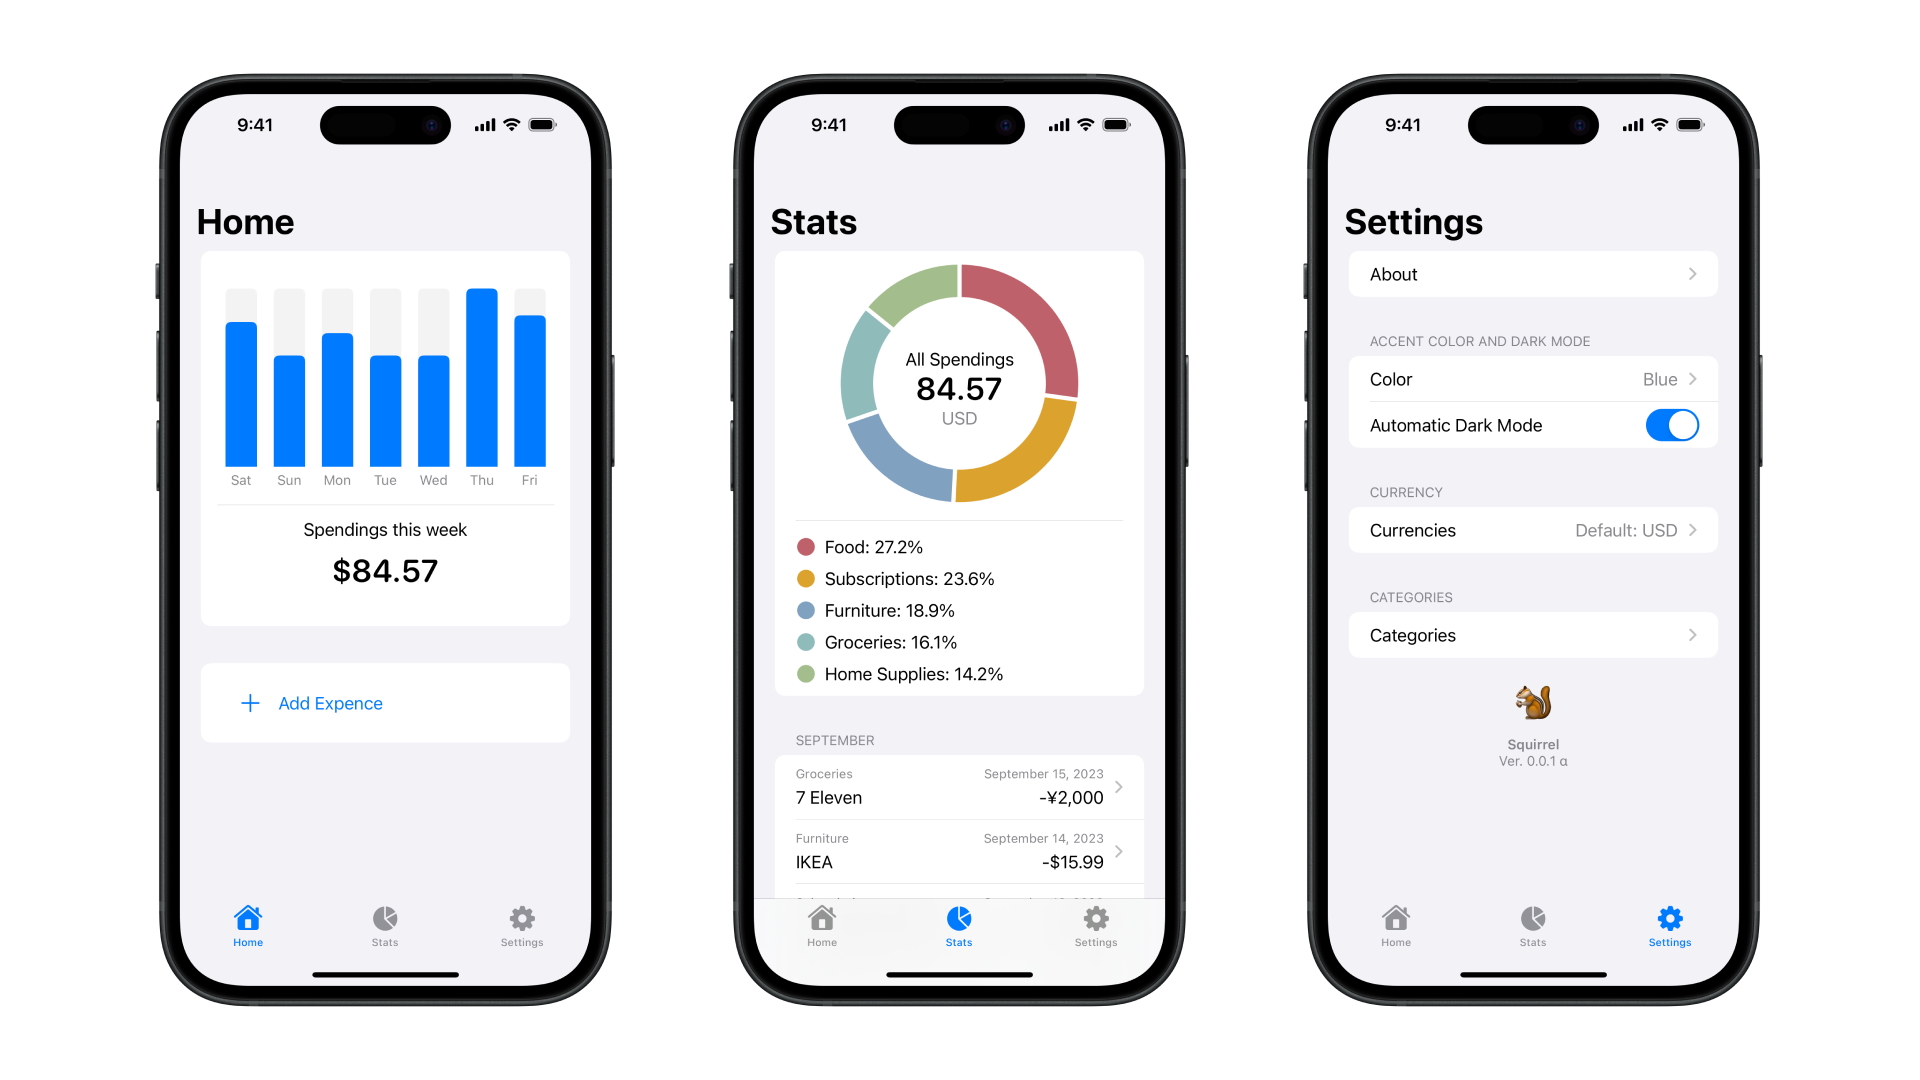 9:41
Home
Sat Sun Mon Tue Wed Thu Fri
Spendings this week
$84.57
+ Add Expence
Home Stats Settings
9:41
Stats
All Spendings
84.57
USD
Food: 27.2%
Subscriptions: 23.6%
Furniture: 18.9%
Groceries: 16.1%
Home Supplies: 14.2%
SEPTEMBER
Groceries September 15, 2023
7 Eleven -¥2,000
Furniture September 14, 2023
IKEA -$15.99
Home Stats Settings
9:41
Settings
About
ACCENT COLOR AND DARK MODE
Color Blue
Automatic Dark Mode
CURRENCY
Currencies Default: USD
CATEGORIES
Categories
Squirrel
Ver. 0.0.1 α
Home Stats Settings